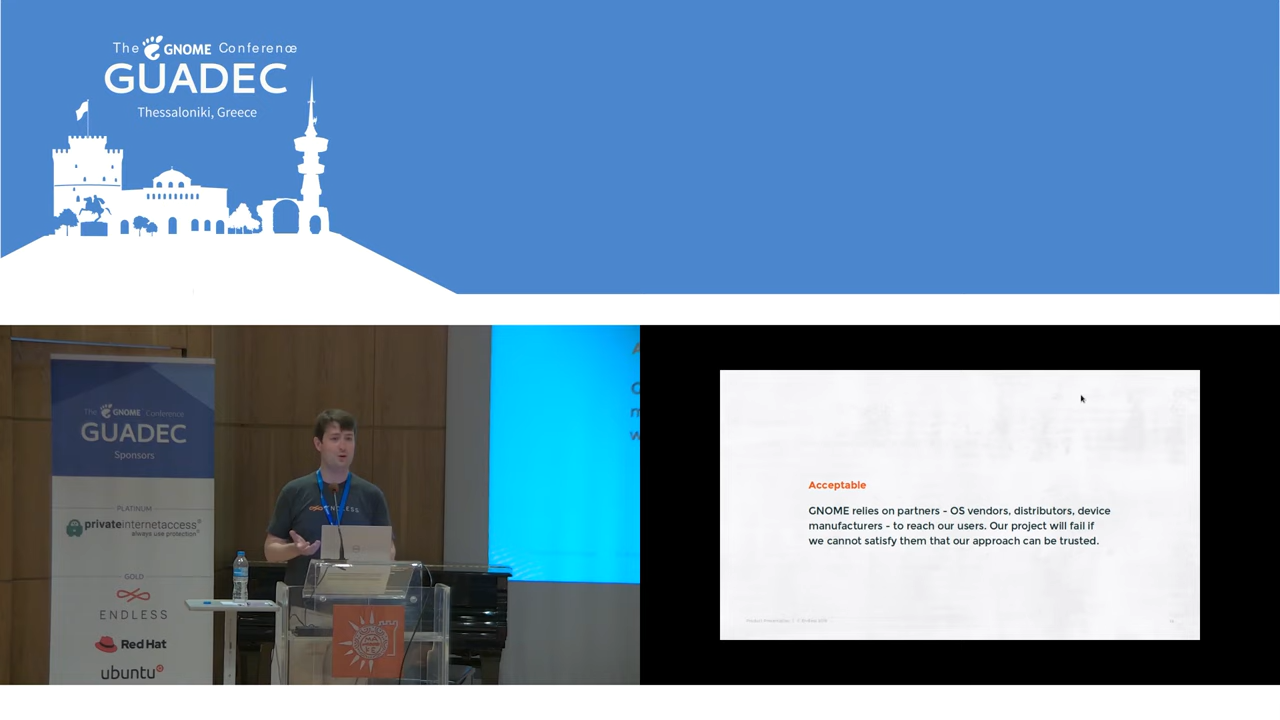 The GNOME Conference
GUADEC
Thessaloniki, Greece
The GNOME Conference
GUADEC
Sponsors
PLATINUM
privateinternetaccess®
always use protection®
GOLD
ENDLESS
Red Hat
ubuntu
ENDLESS
Acceptable
GNOME relies on partners - OS vendors, distributors, device
manufacturers - to reach our users. Our project will fail if
we cannot satisfy them that our approach can be trusted.